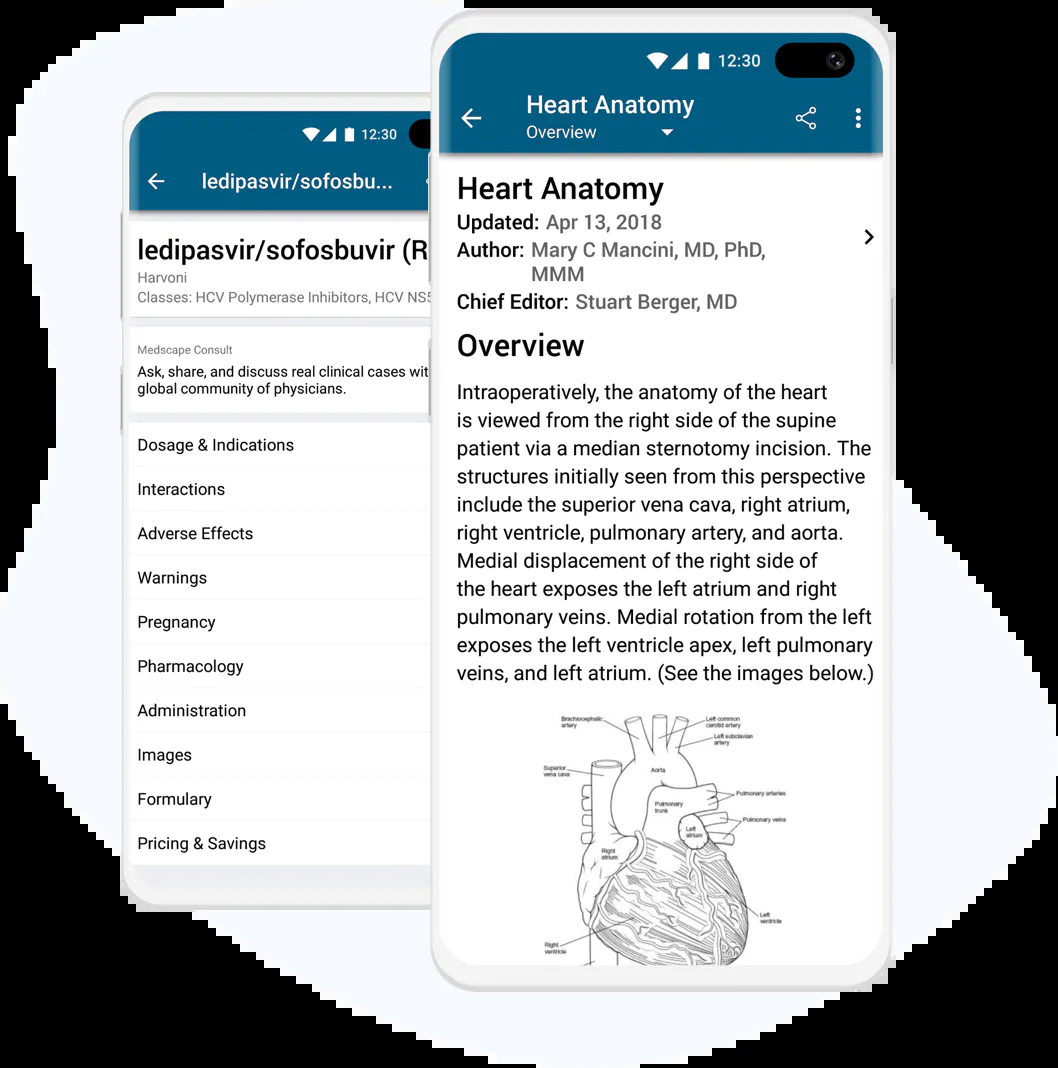 12:30
ledipasvir/sofosbu...
ledipasvir/sofosbuvir (R
Harvoni
Classes: HCV Polymerase Inhibitors, HCV NS5
Medscape Consult
Ask, share, and discuss real clinical cases wit
global community of physicians.
Dosage & Indications
Interactions
Adverse Effects
Warnings
Pregnancy
Pharmacology
Administration
Images
Formulary
Pricing & Savings
12:30
Heart Anatomy
Overview
Heart Anatomy
Updated: Apr 13, 2018
Author: Mary C Mancini, MD, PhD,
MMM
Chief Editor: Stuart Berger, MD
Overview
Intraoperatively, the anatomy of the heart
is viewed from the right side of the supine
patient via a median sternotomy incision. The
structures initially seen from this perspective
include the superior vena cava, right atrium,
right ventricle, pulmonary artery, and aorta.
Medial displacement of the right side of
the heart exposes the left atrium and right
pulmonary veins. Medial rotation from the left
exposes the left ventricle apex, left pulmonary
veins, and left atrium. (See the images below.)
Brachiocephalic
artery
Left common
carotid artery
Left subclavian
artery
Superior
vena cava
Aorta
Pulmonary arteries
Pulmonary
trunk
Pulmonary veins
Left
atrium
Right
atrium
Left
ventricle
Right
ventricle